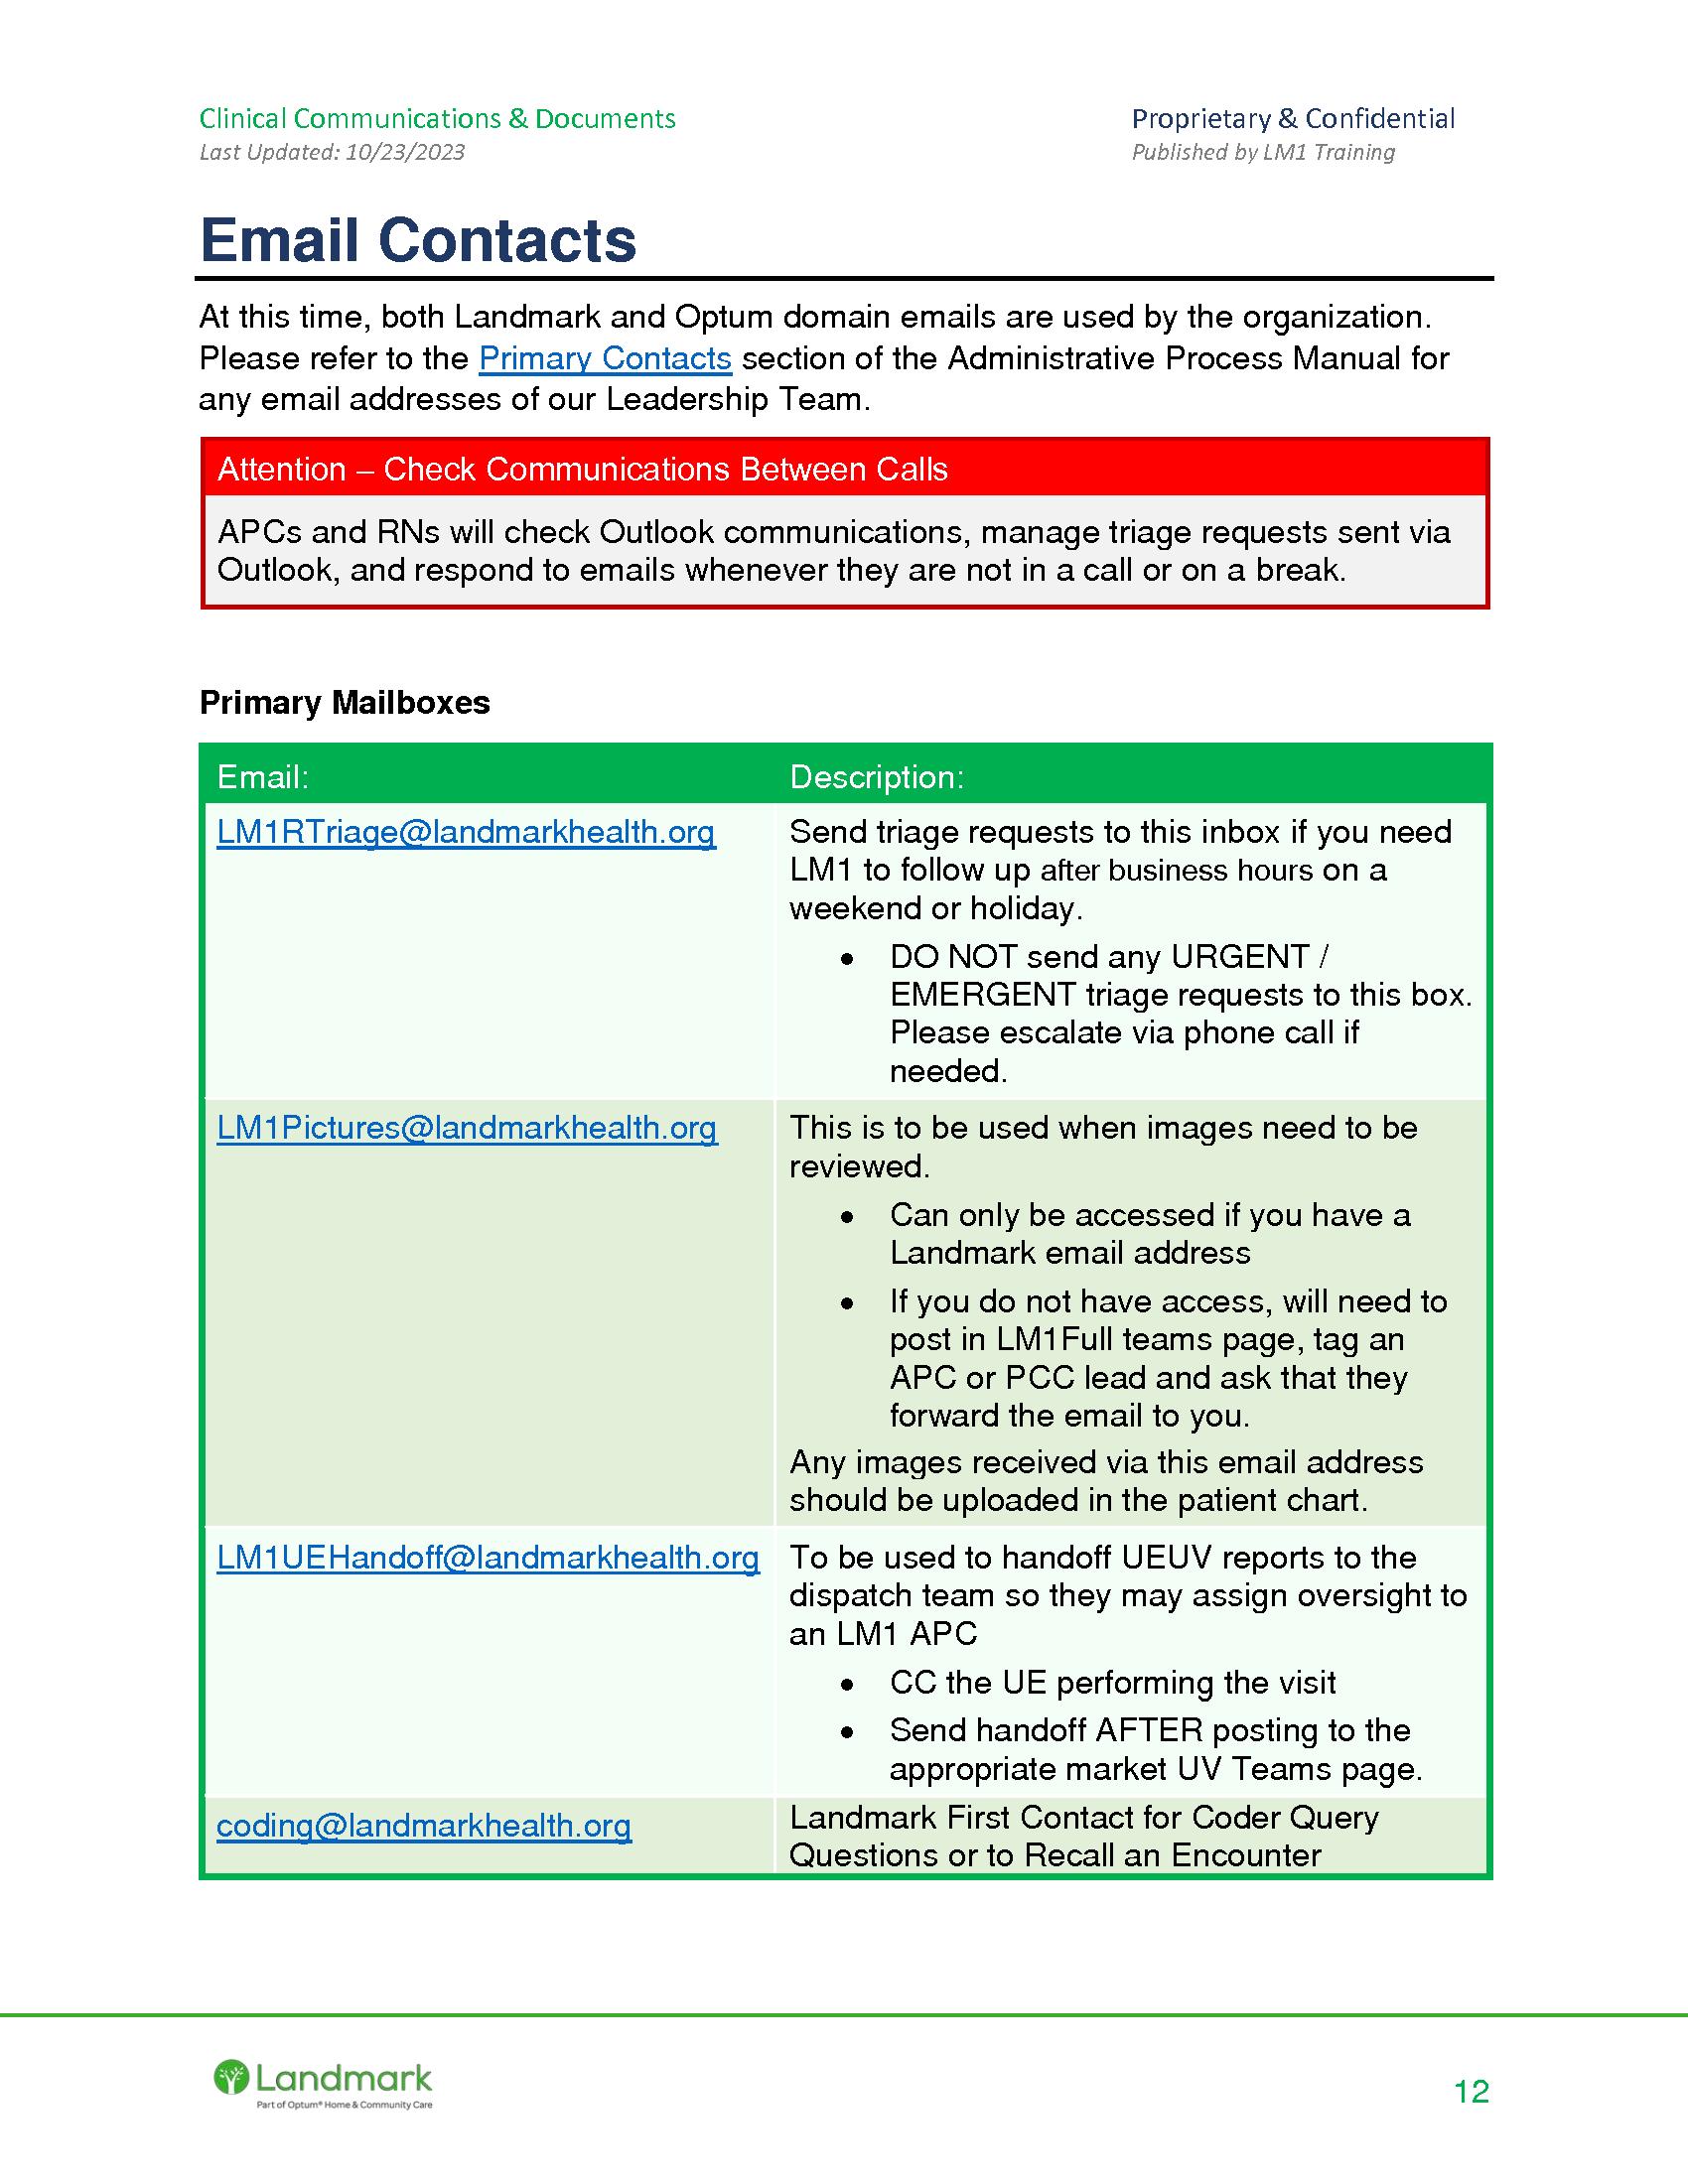 Clinical Communications & Documents
Proprietary & Confidential
Last Updated: 10/23/2023
Published by LM1 Training
Email Contacts
At this time, both Landmark and Optum domain emails are used by the organization.
Please refer to the Primary Contacts section of the Administrative Process Manual for
any email addresses of our Leadership Team.
Attention – Check Communications Between Calls
APCs and RNs will check Outlook communications, manage triage requests sent via
Outlook, and respond to emails whenever they are not in a call or on a break.
Primary Mailboxes
Email:
Description:
LM1RTriage@landmarkhealth.org
Send triage requests to this inbox if you need
LM1 to follow up after business hours on a
weekend or holiday.
• DO NOT send any URGENT /
EMERGENT triage requests to this box.
Please escalate via phone call if
needed.
LM1Pictures@landmarkhealth.org
This is to be used when images need to be
reviewed.
• Can only be accessed if you have a
Landmark email address
• If you do not have access, will need to
post in LM1Full teams page, tag an
APC or PCC lead and ask that they
forward the email to you.
Any images received via this email address
should be uploaded in the patient chart.
LM1UEHandoff@landmarkhealth.org
To be used to handoff UEUV reports to the
dispatch team so they may assign oversight to
an LM1 APC
• CC the UE performing the visit
• Send handoff AFTER posting to the
appropriate market UV Teams page.
coding@landmarkhealth.org
Landmark First Contact for Coder Query
Questions or to Recall an Encounter
Landmark
Part of Optum® Home & Community Care
12